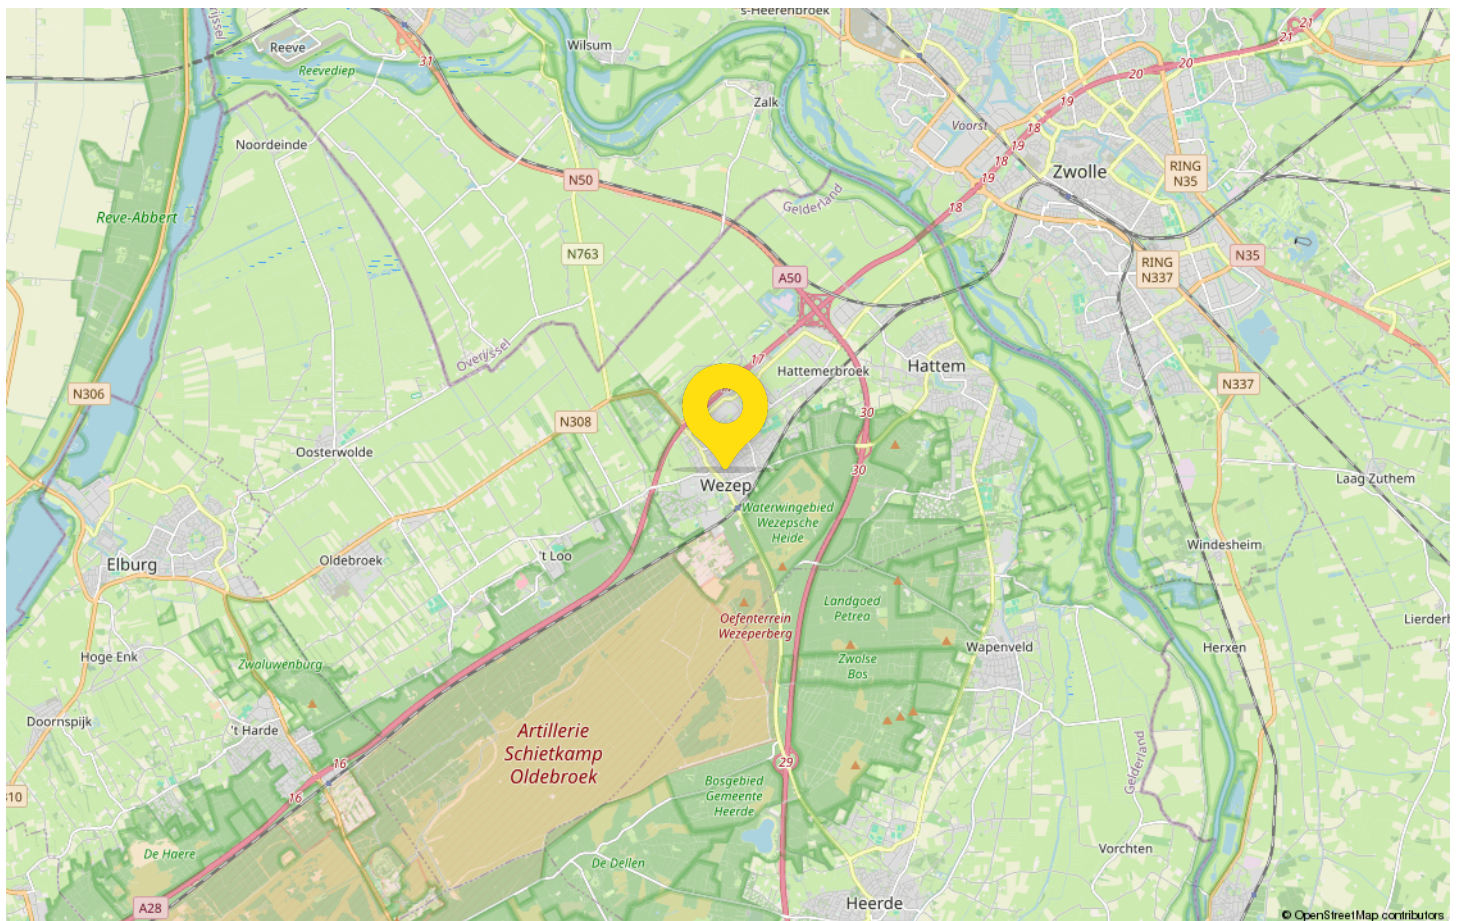 's-Heerenbroek
21
21
Wilsum
Reeve
31
Reevediep
20
20
19
Zalk
18
Voorst
19
Noordeinde
18
Zwolle
RING
N35
19
N50
Gelderland
18
Reve-Abbert
N763
N35
RING
N337
A50
Overijssel
17
Hattem
Hattemerbroek
N337
N306
30
N308
Oosterwolde
30
Laag Zuthem
Wezep
Waterwingebied
Wezepsche
Heide
Windesheim
't Loo
Oldebroek
Elburg
Landgoed
Petrea
Oefenterrein
Wezeperberg
Wapenveld
Herxen
Hoge Enk
Zwaluwenburg
Zwolse
Bos
Doornspijk
't Harde
Artillerie
Schietkamp
Oldebroek
16
29
Gelderland
16
Bosgebied
Gemeente
Heerde
De Haere
De Dellen
Vorchten
A28
Heerde
© OpenStreetMap contributors